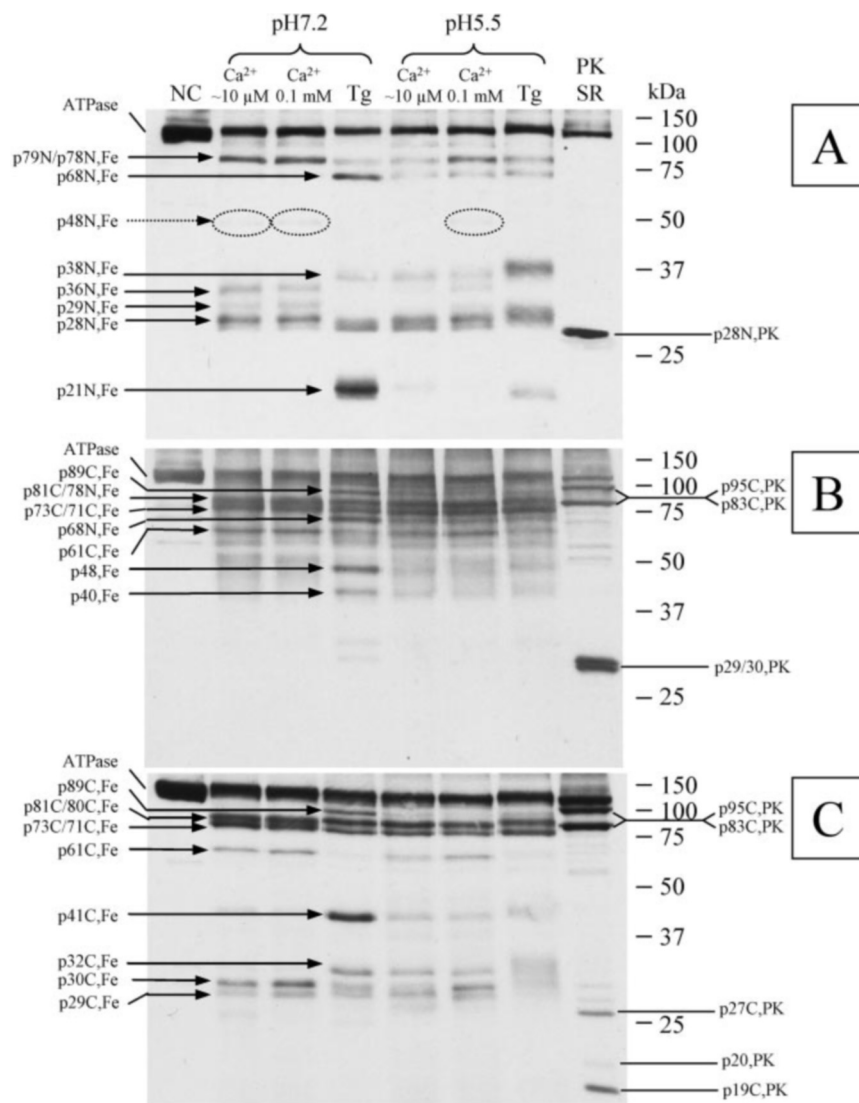 pH7.2 pH5.5
NC Ca²⁺ ~10 µM Ca²⁺ 0.1 mM Tg Ca²⁺ ~10 µM Ca²⁺ 0.1 mM Tg PK SR kDa
ATPase
p79N/p78N,Fe
p68N,Fe
p48N,Fe
p38N,Fe
p36N,Fe
p29N,Fe
p28N,Fe
p21N,Fe
150
100
75
50
37
25
p28N,PK
A
ATPase
p89C,Fe
p81C/78N,Fe
p73C/71C,Fe
p68N,Fe
p61C,Fe
p48,Fe
p40,Fe
150
100
75
50
37
25
p95C,PK
p83C,PK
p29/30,PK
B
ATPase
p89C,Fe
p81C/80C,Fe
p73C/71C,Fe
p61C,Fe
p41C,Fe
p32C,Fe
p30C,Fe
p29C,Fe
150
100
75
50
37
25
p95C,PK
p83C,PK
p27C,PK
p20,PK
p19C,PK
C